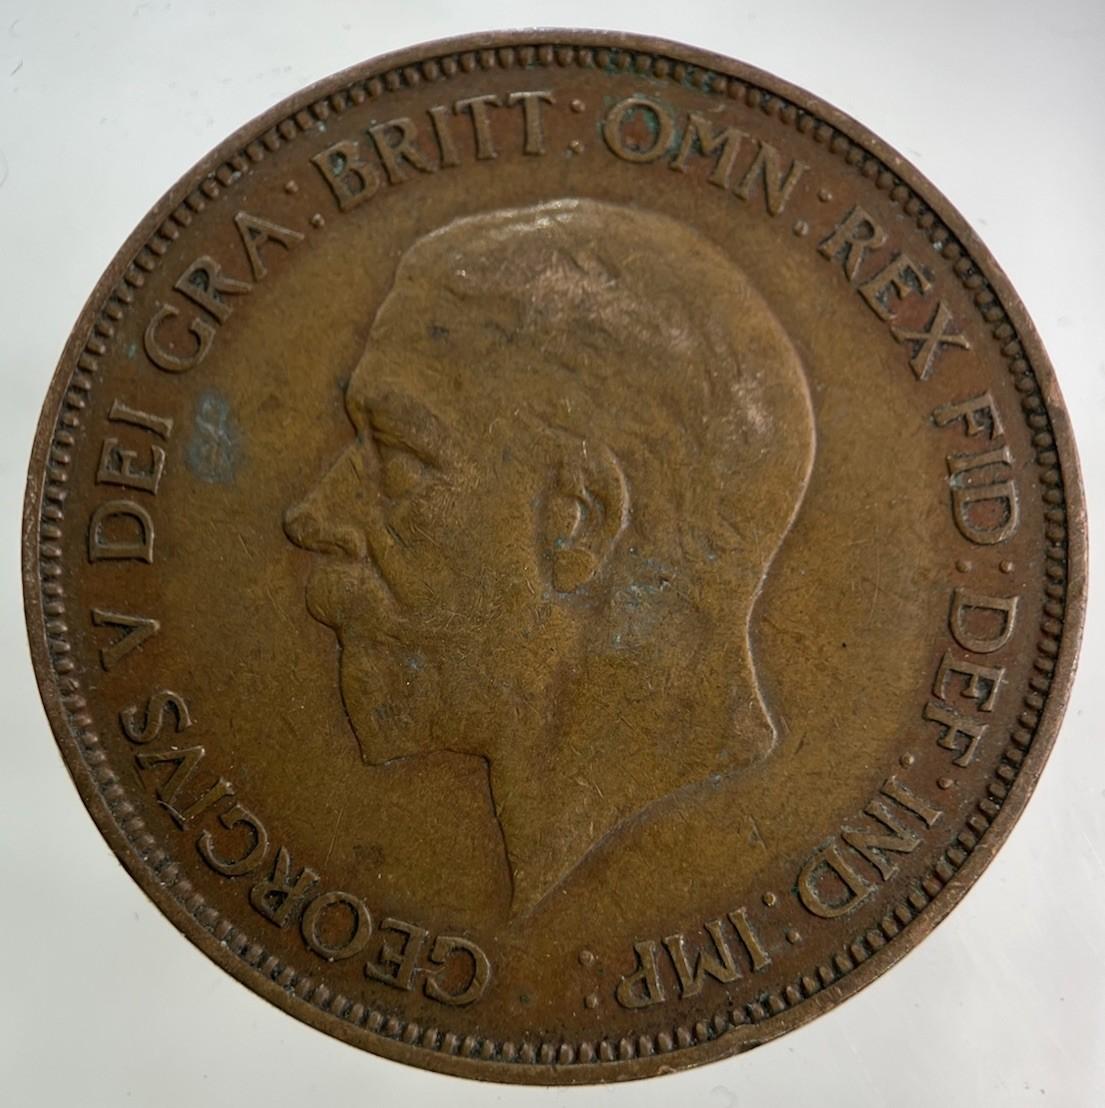 GEORGIVS V DEI GRA: BRITT: OMN: REX FID: DEF: IND: IMP: